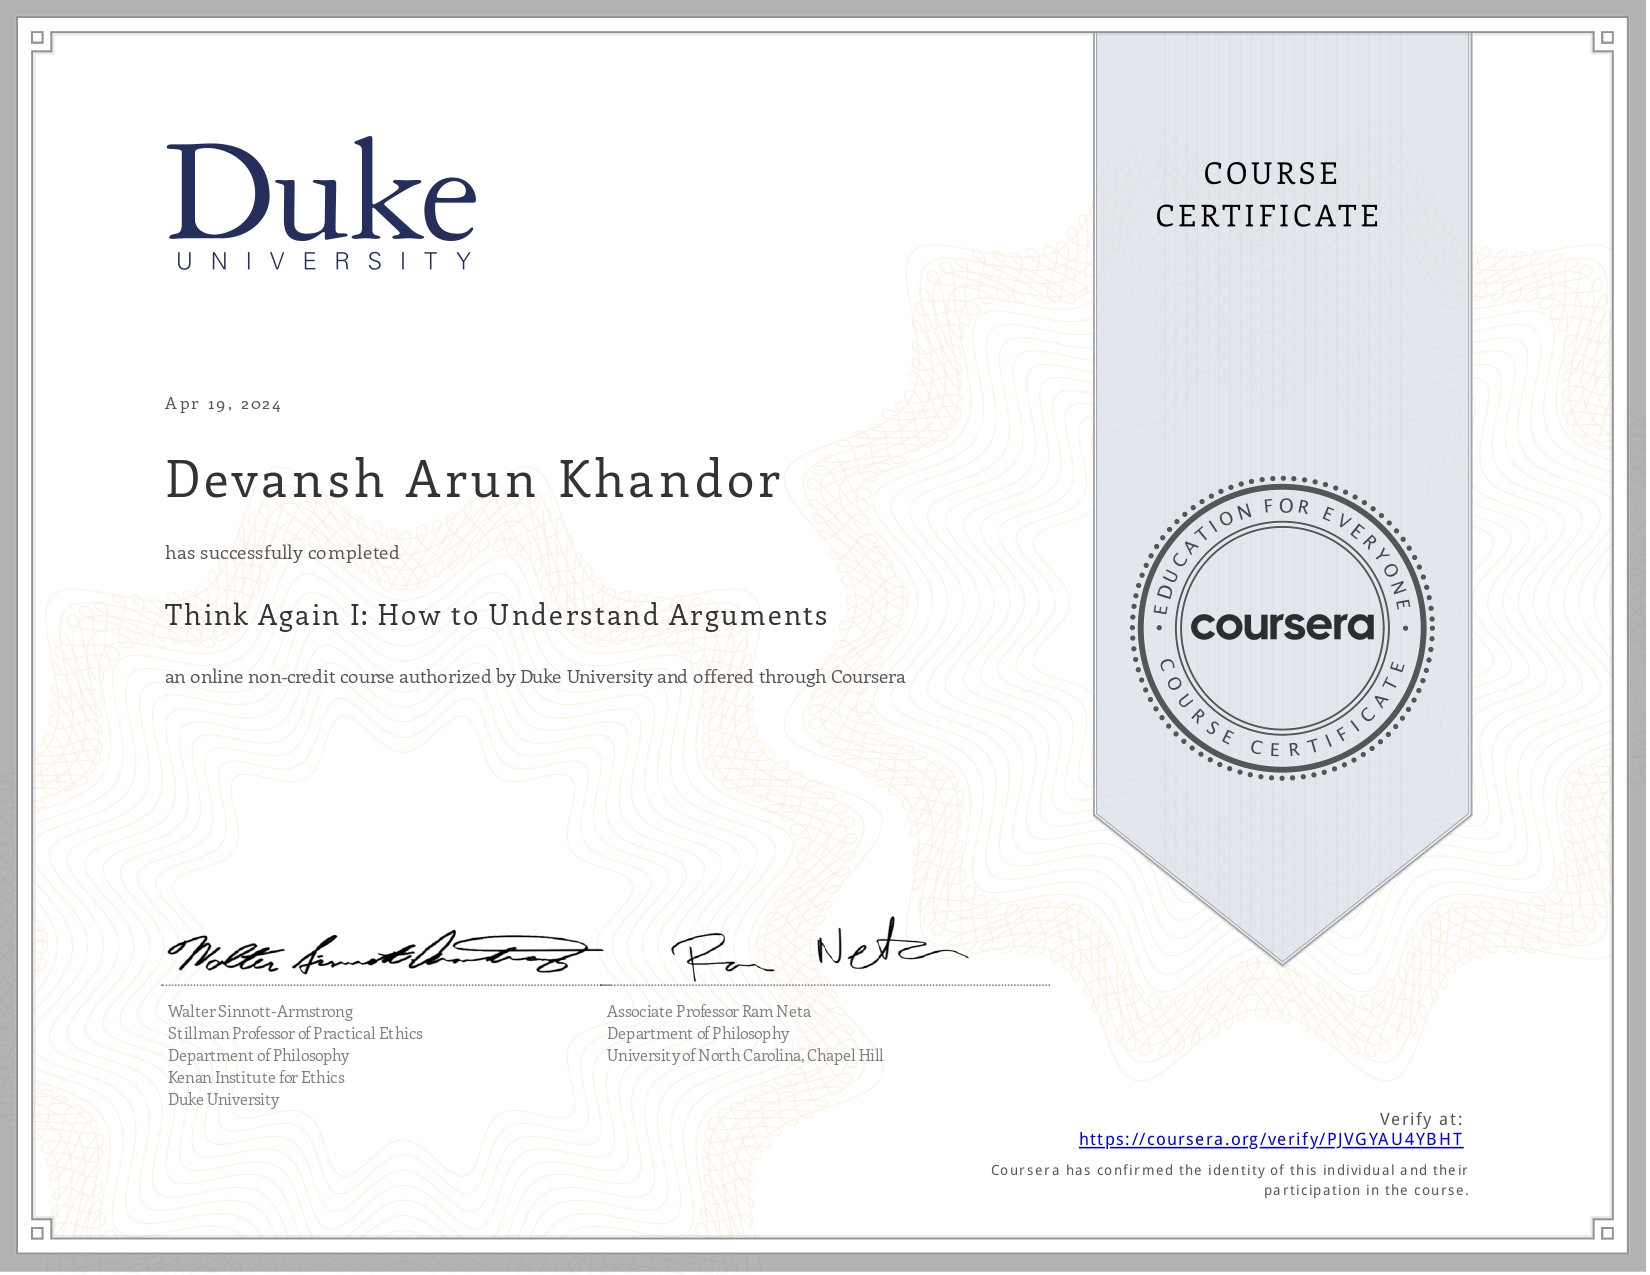 Duke
UNIVERSITY
COURSE
CERTIFICATE
Apr 19, 2024
Devansh Arun Khandor
has successfully completed
Think Again I: How to Understand Arguments
an online non-credit course authorized by Duke University and offered through Coursera
EDUCATION FOR EVERYONE
coursera
COURSE CERTIFICATE
Walter Sinnott-Armstrong
Ram Neta
Walter Sinnott-Armstrong
Stillman Professor of Practical Ethics
Department of Philosophy
Kenan Institute for Ethics
Duke University
Associate Professor Ram Neta
Department of Philosophy
University of North Carolina, Chapel Hill
Verify at:
https://coursera.org/verify/PJVGYAU4YBHT
Coursera has confirmed the identity of this individual and their
participation in the course.